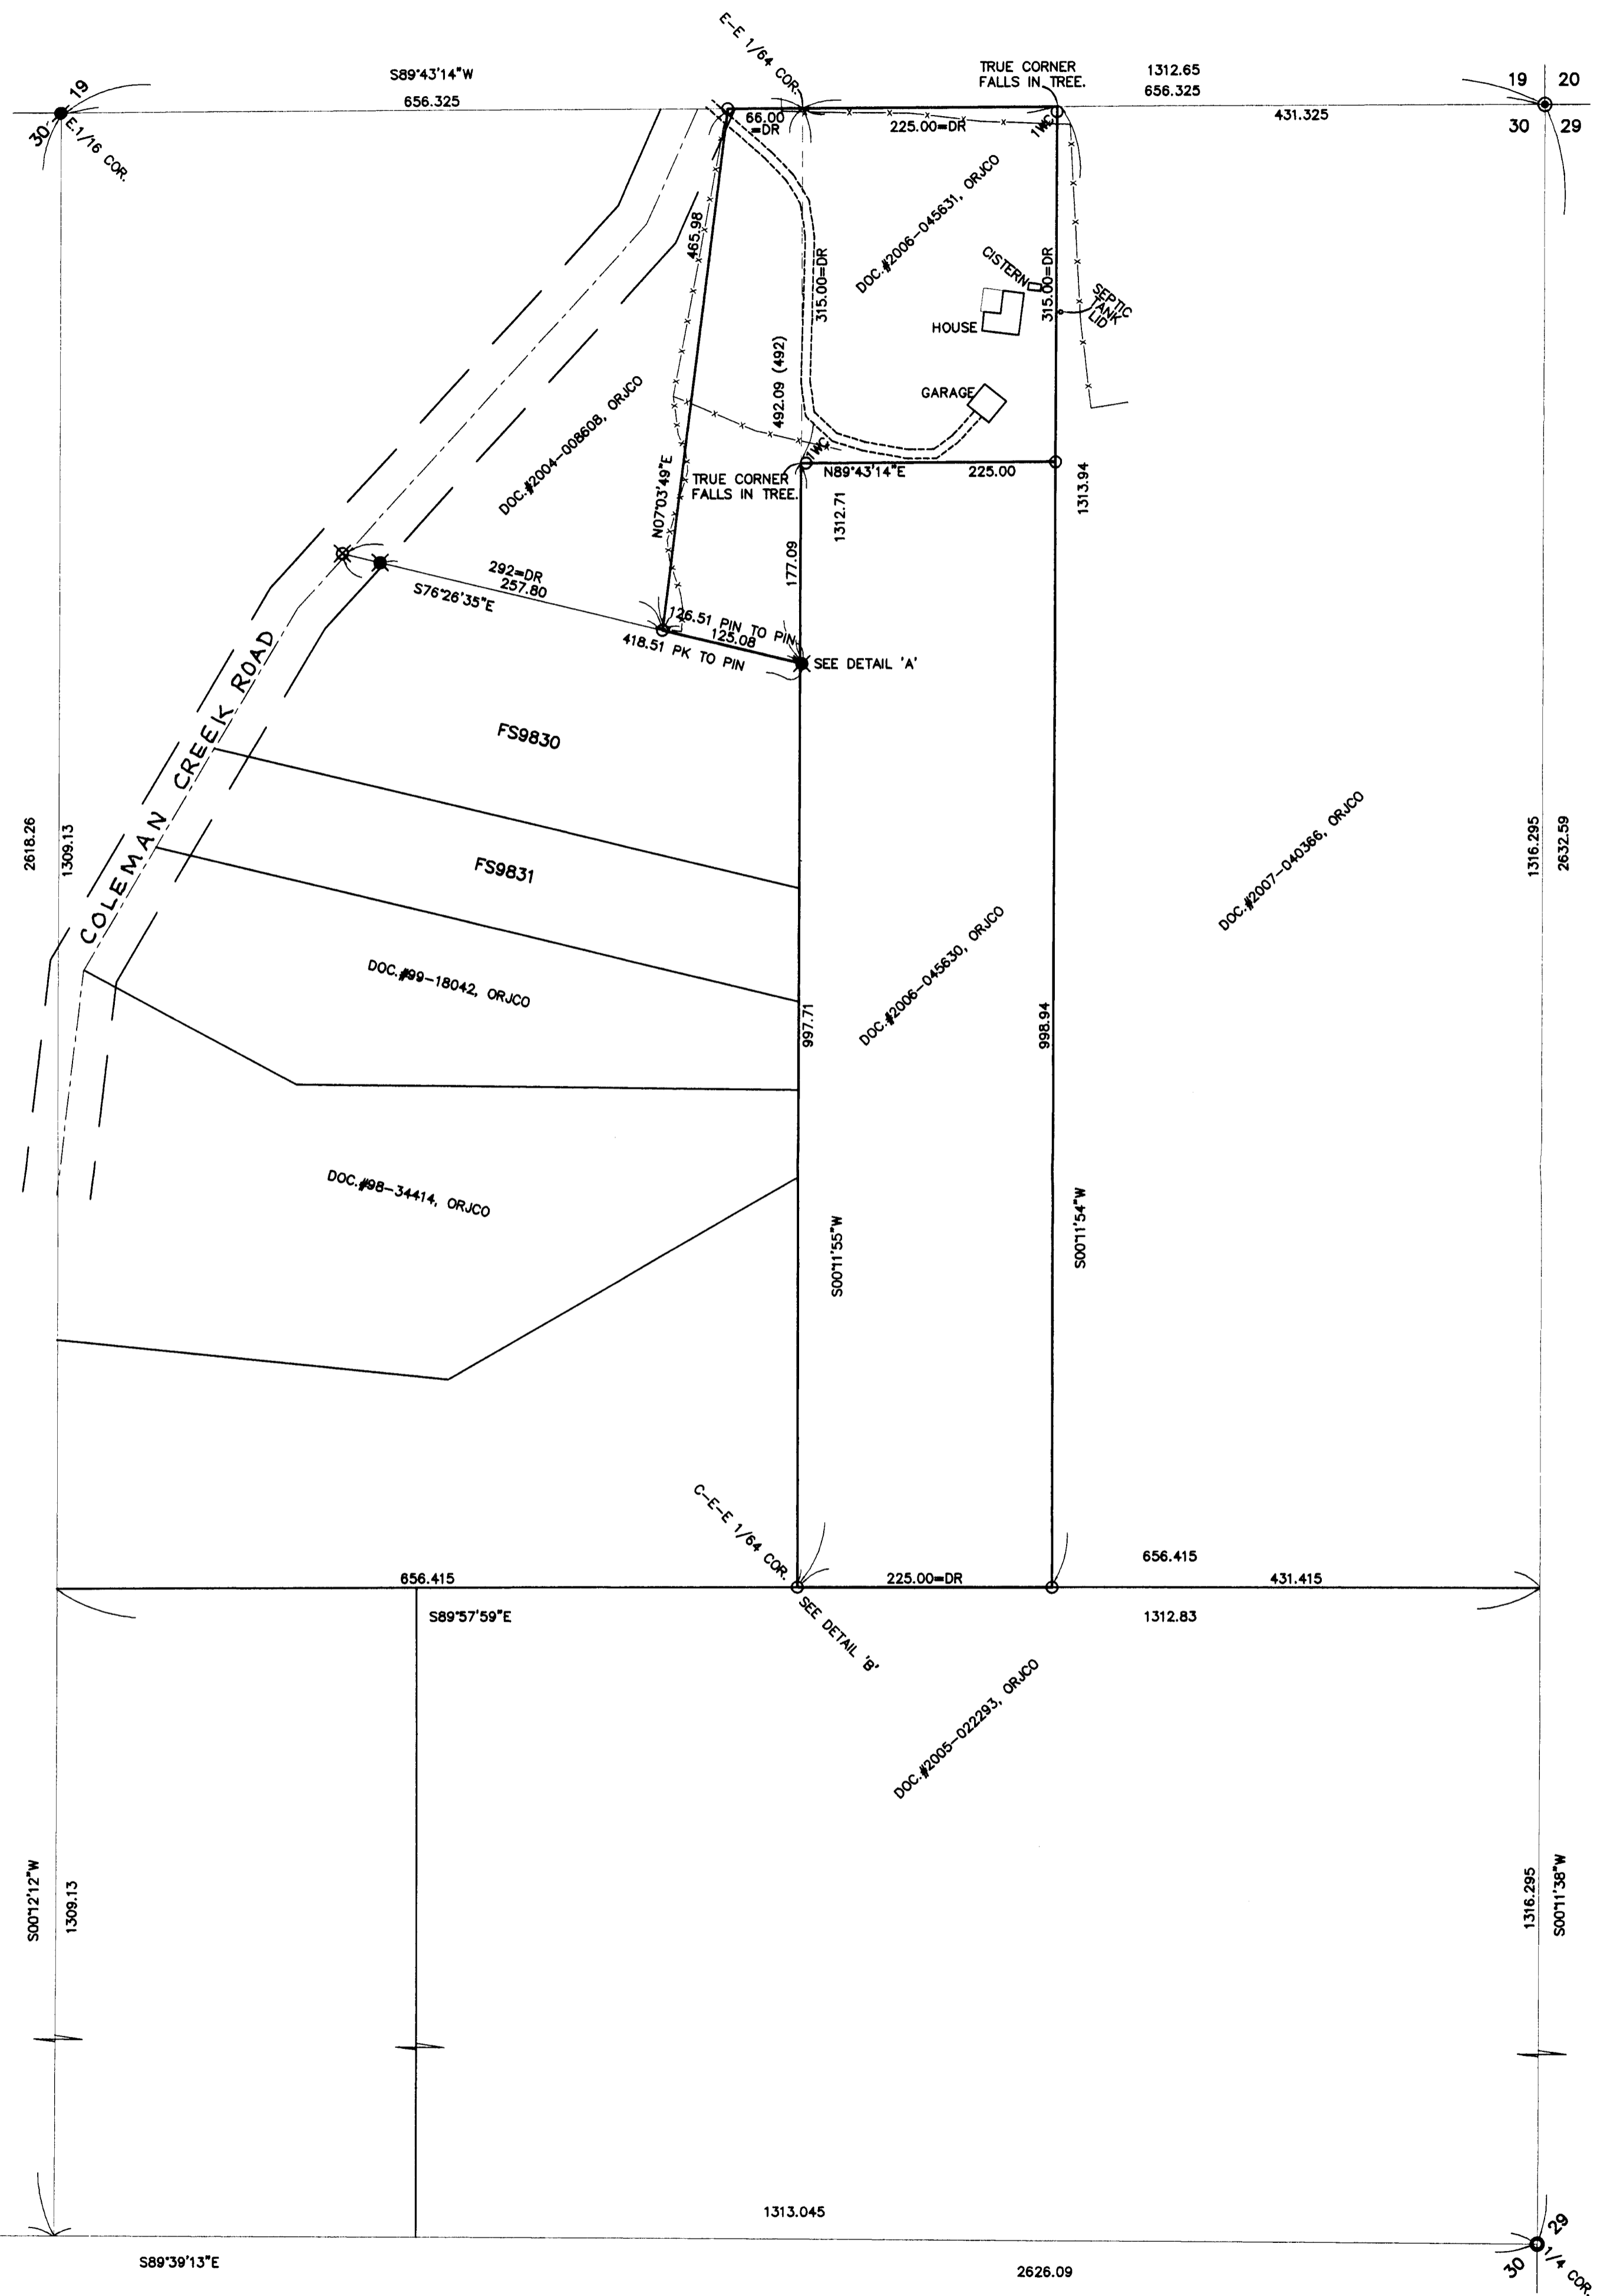 E-E 1/64 COR.
TRUE CORNER
FALLS IN TREE.
S89°43'14"W
656.325
1312.65
656.325
19
30
E.1/16 COR.
19 20
30 29
66.00
=DR
225.00=DR
1WC
431.325
DOC.#2006-045631, ORJCO
465.98
315.00=DR
CISTERN
315.00=DR
SEPTIC
TANK
LID
HOUSE
492.09 (492)
GARAGE
DOC.#2004-008608, ORJCO
1WC
N89°43'14"E
225.00
TRUE CORNER
FALLS IN TREE.
N07°03'49"E
1312.71
1313.94
177.09
292=DR
257.80
S76°26'35"E
126.51 PIN TO PIN
125.08
418.51 PK TO PIN
SEE DETAIL 'A'
COLEMAN CREEK ROAD
FS9830
FS9831
2618.26
1309.13
1316.295
2632.59
DOC.#2007-040366, ORJCO
DOC.#99-18042, ORJCO
DOC.#2006-045630, ORJCO
997.71
998.94
DOC.#98-34414, ORJCO
S00°11'55"W
S00°11'54"W
C-E-E 1/64 COR.
656.415
656.415
225.00=DR
431.415
S89°57'59"E
SEE DETAIL 'B'
1312.83
DOC.#2005-022293, ORJCO
S00°12'12"W
1309.13
1316.295
S00°11'38"W
1313.045
S89°39'13"E
2626.09
29
30
1/4 COR.